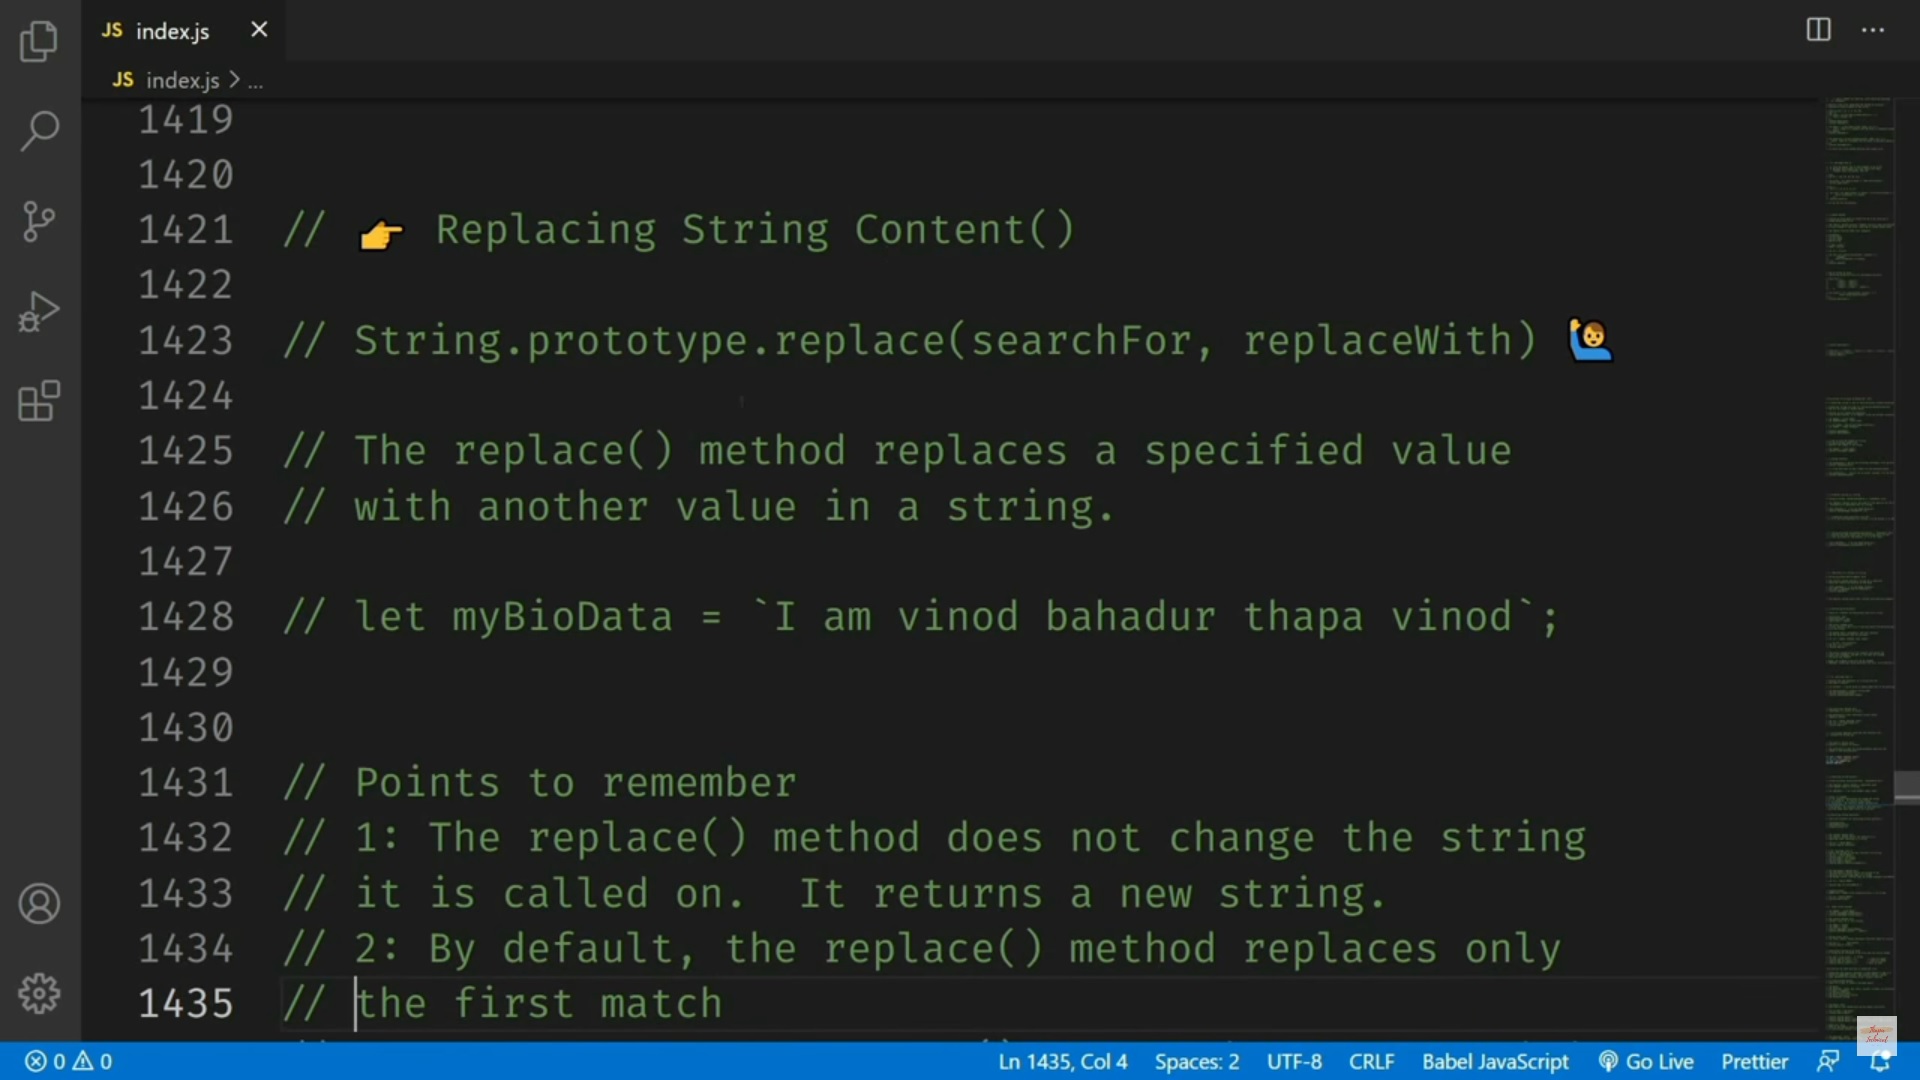 JS index.js
JS index.js > ...
1419
1420
1421 // 👉 Replacing String Content()
1422
1423 // String.prototype.replace(searchFor, replaceWith) 🙋‍♂️
1424
1425 // The replace() method replaces a specified value
1426 // with another value in a string.
1427
1428 // let myBioData = `I am vinod bahadur thapa vinod`;
1429
1430
1431 // Points to remember
1432 // 1: The replace() method does not change the string
1433 // it is called on.  It returns a new string.
1434 // 2: By default, the replace() method replaces only
1435 // the first match
0 0 Ln 1435, Col 4 Spaces: 2 UTF-8 CRLF Babel JavaScript Go Live Prettier